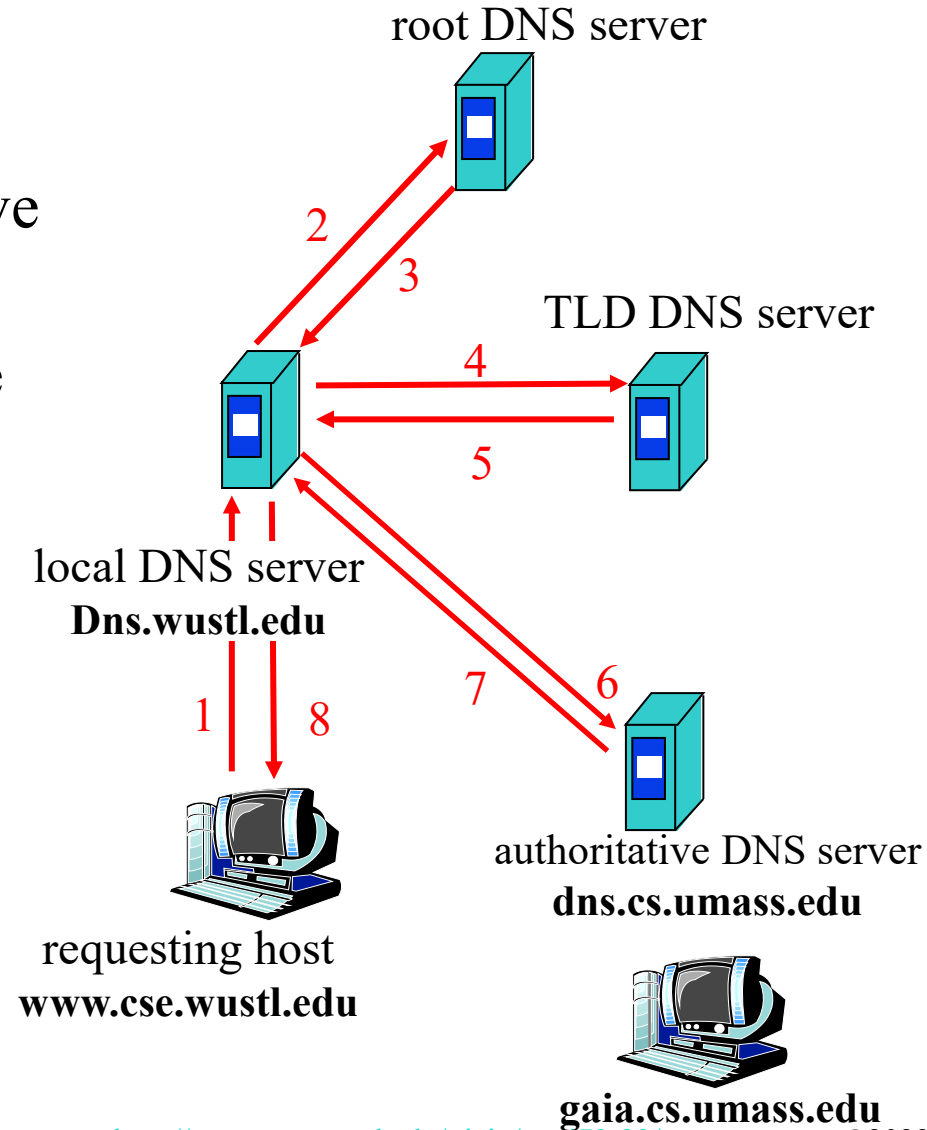 root DNS server
2
3
TLD DNS server
4
5
local DNS server
Dns.wustl.edu
1
8
7
6
authoritative DNS server
dns.cs.umass.edu
requesting host
www.cse.wustl.edu
gaia.cs.umass.edu